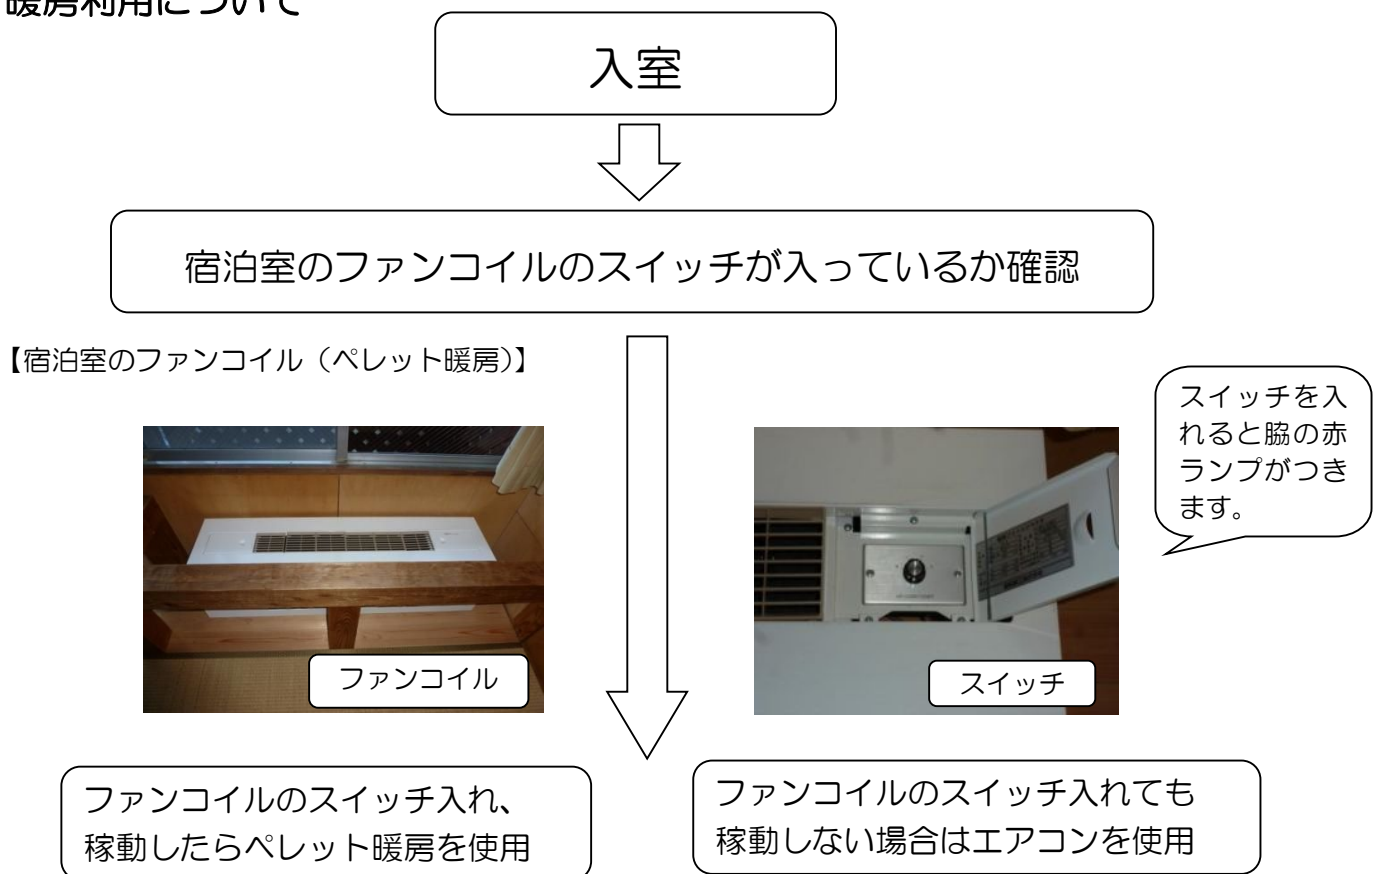 暖房利用について
入室
宿泊室のファンコイルのスイッチが入っているか確認
【宿泊室のファンコイル（ペレット暖房）】
スイッチを入
れると脇の赤
ランプがつき
ます。
ファンコイル
スイッチ
ファンコイルのスイッチ入れ、
稼動したらペレット暖房を使用
ファンコイルのスイッチ入れても
稼動しない場合はエアコンを使用